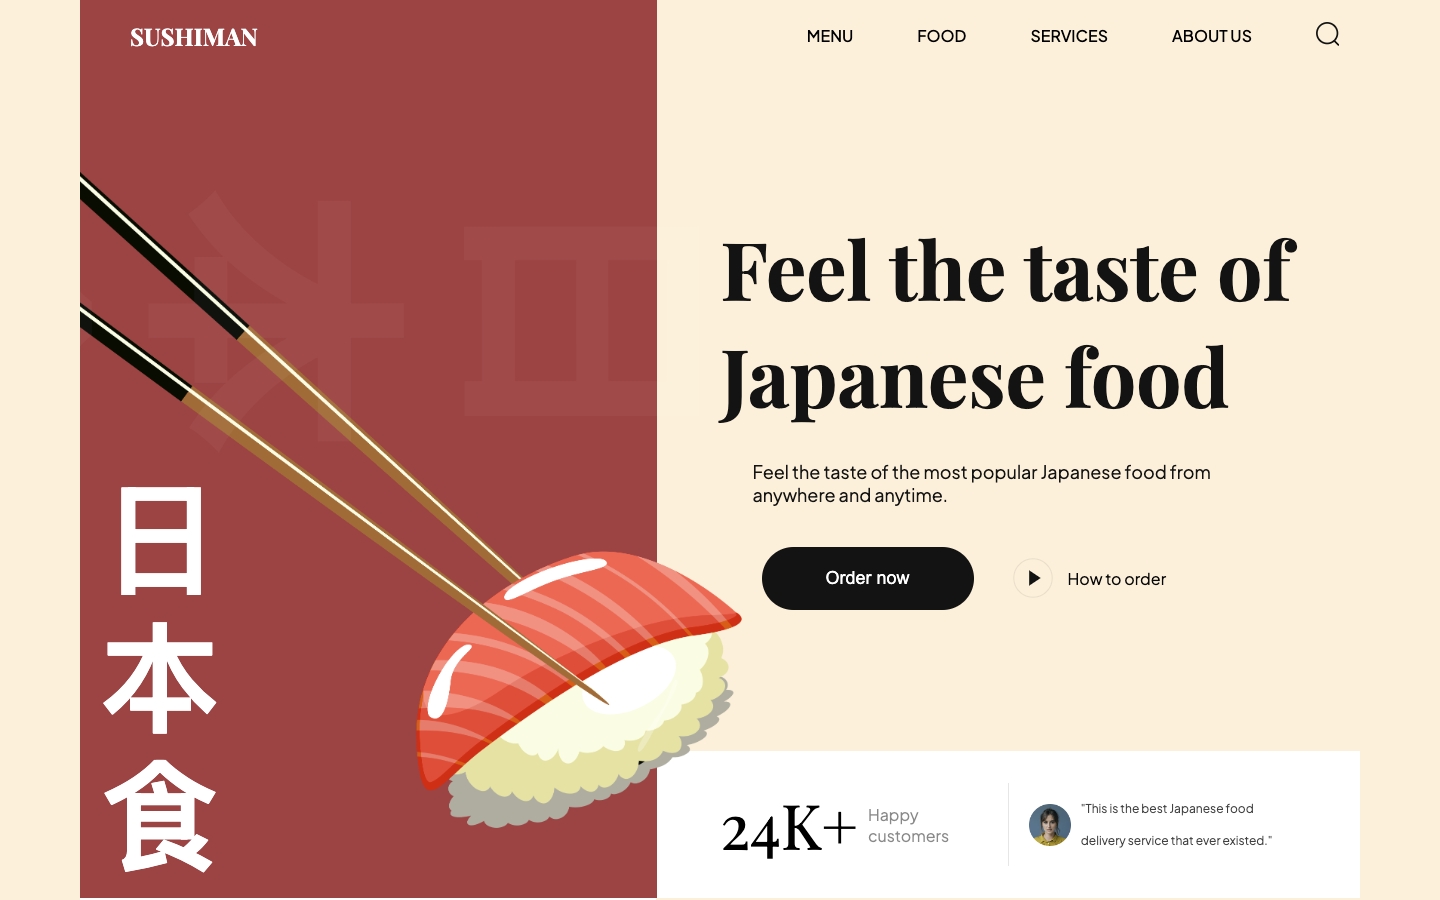 SUSHIMAN
MENU
FOOD
SERVICES
ABOUT US
Feel the taste of
Japanese food
Feel the taste of the most popular Japanese food from
anywhere and anytime.
Order now
How to order
日
本
食
24K+
Happy
customers
"This is the best Japanese food
delivery service that ever existed."